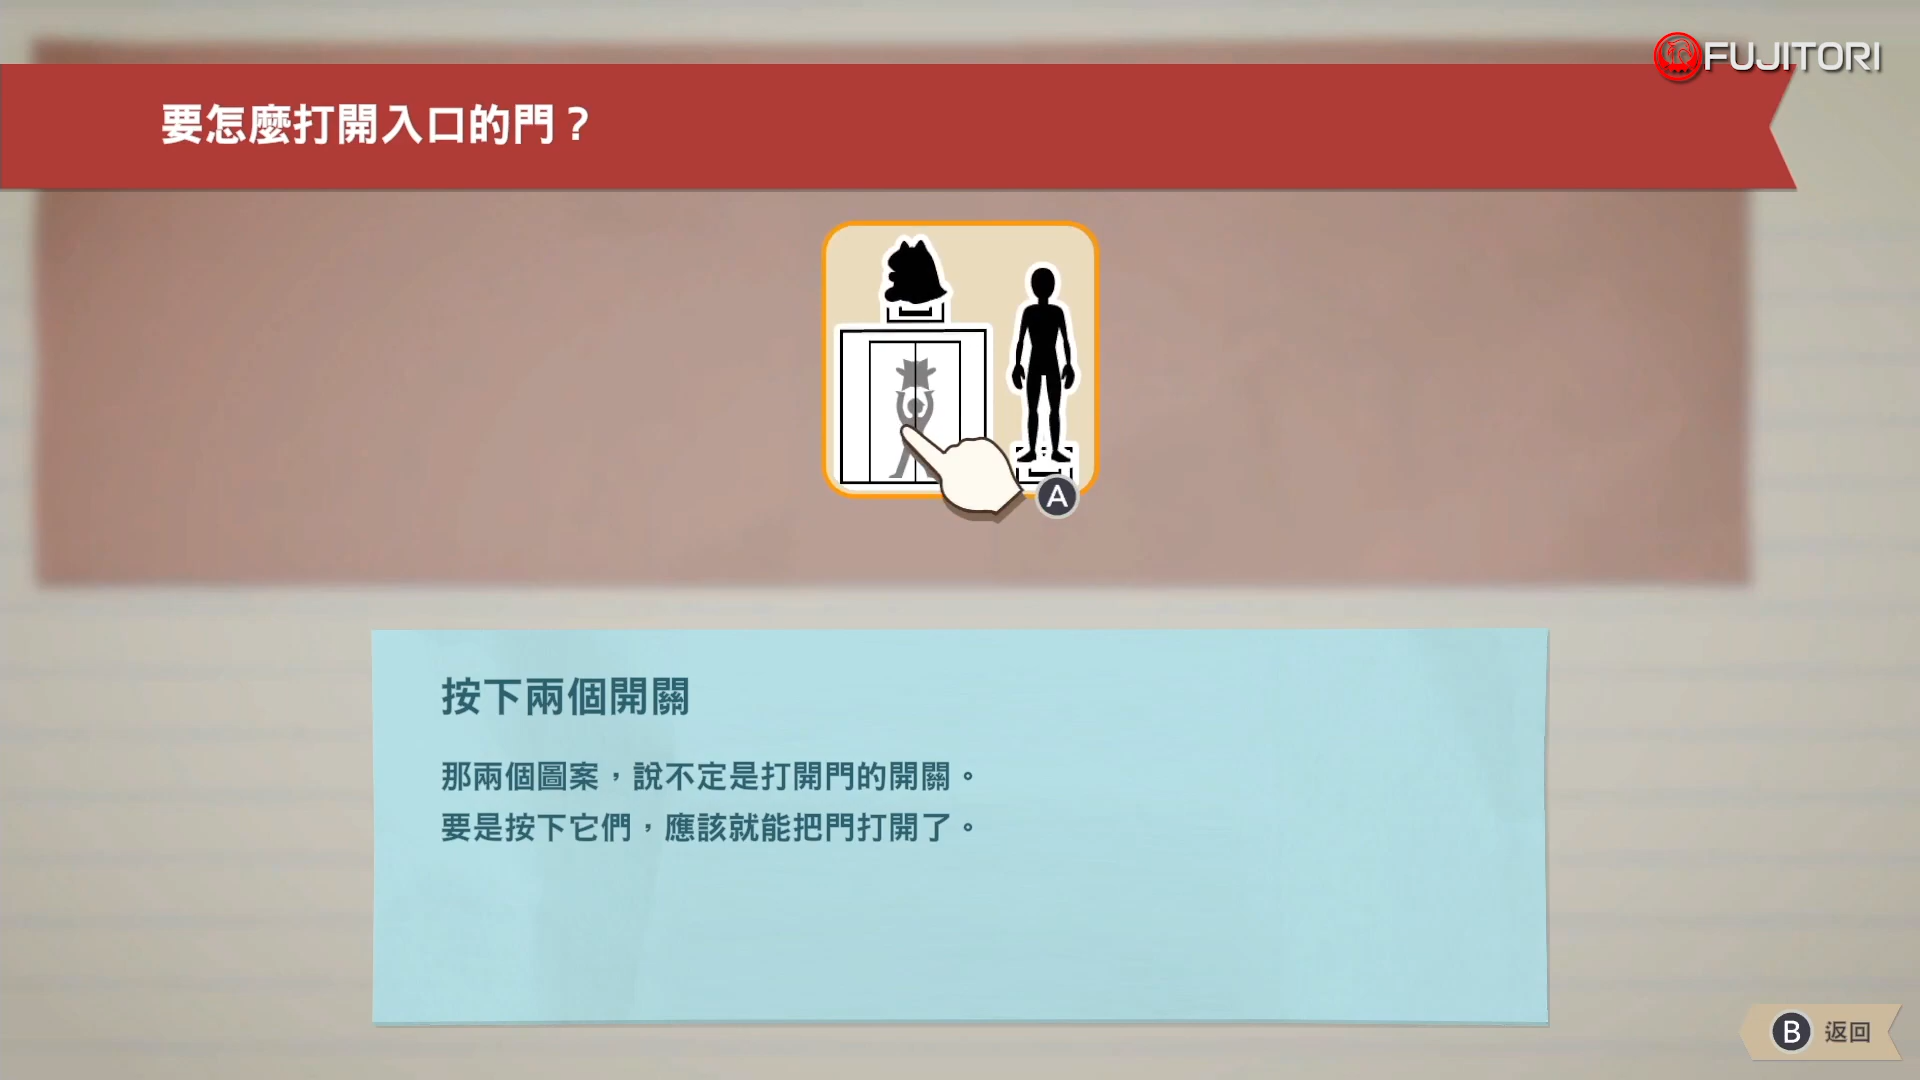 FUJITORI
要怎麼打開入口的門？
A
按下兩個開關
那兩個圖案，說不定是打開門的開關。
要是按下它們，應該就能把門打開了。
B 返回